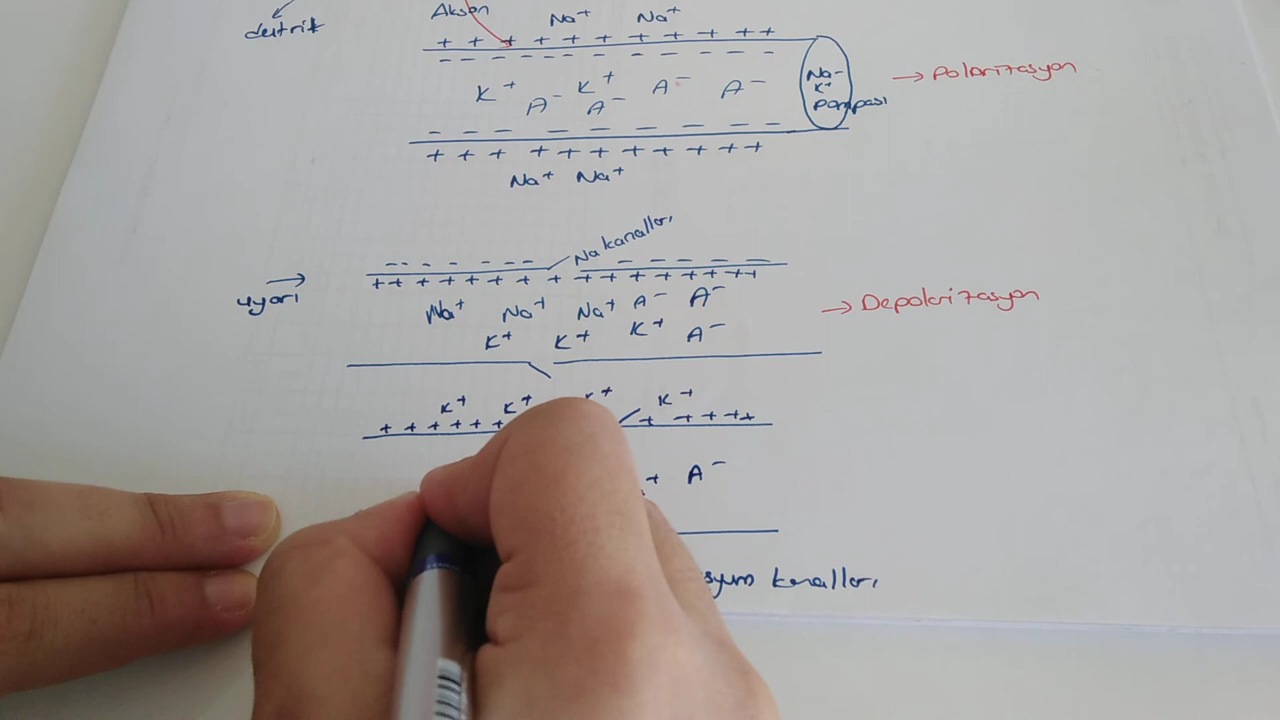 dentrit
Akson Na+ Na+
+ + + + + + + + + + ++
-- - - - - - - - - - -
K+ A- K+ A- A- A-
Na-
K+
pompası
→ Polarizasyon
- - - - - - - - -
+ + + + + + + + + ++
Na+ Na+
Na kanalları
-- - - - - - - - - - -
++ + + + + + + + + + + ++
uyarı
Na+ Na+ Na+ A- A-
K+ K+ K+ A-
→ Depolarizasyon
K+ K+ K+
+ + + + + + + + + ++
+ A-
kanalları